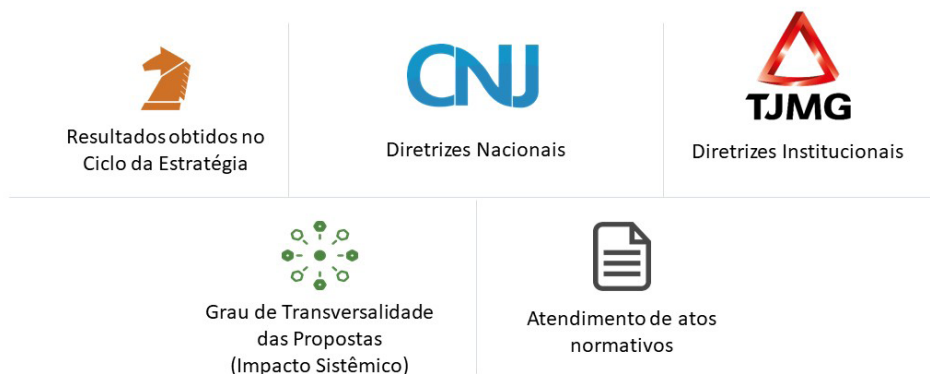 CNJ
TJMG
Resultados obtidos no
Ciclo da Estratégia
Diretrizes Nacionais
Diretrizes Institucionais
Grau de Transversalidade
das Propostas
(Impacto Sistêmico)
Atendimento de atos
normativos